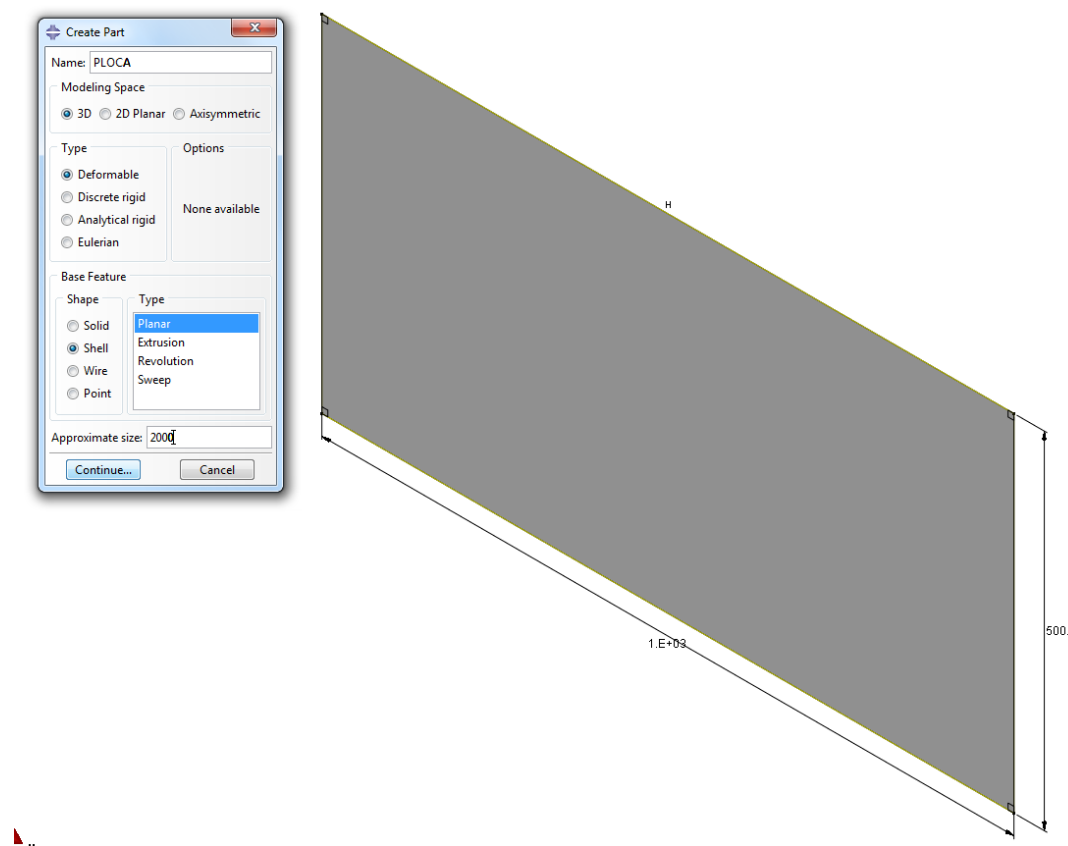 Create Part
Name: PLOCA
Modeling Space
3D 2D Planar Axisymmetric
Type
Options
Deformable
Discrete rigid
Analytical rigid
Eulerian
None available
Base Feature
Shape
Type
Solid
Shell
Wire
Point
Planar
Extrusion
Revolution
Sweep
Approximate size: 2000
Continue...
Cancel
H
500.
1.E+03